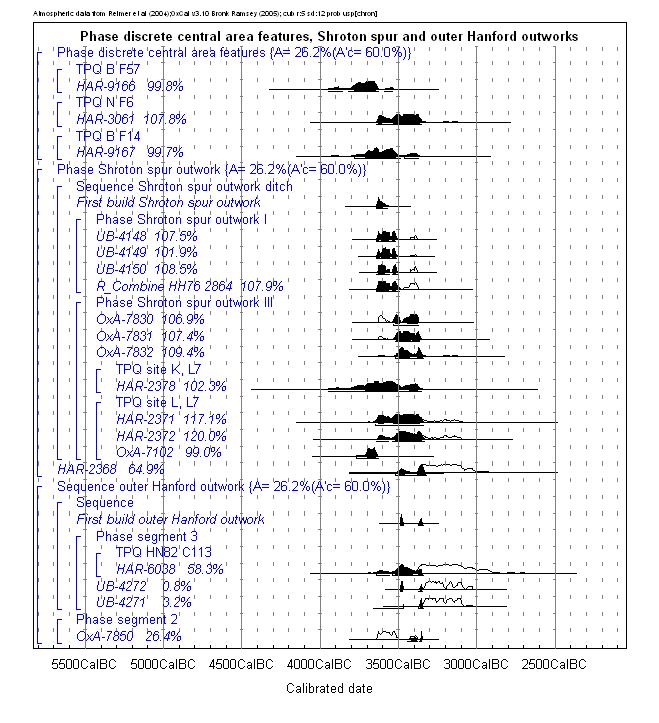 Atmospheric data from Reimer et al (2004);OxCal v3.10 Bronk Ramsey (2005); cub r:5 sd:12 prob usp[chron]
Phase discrete central area features, Shroton spur and outer Hanford outworks
Phase discrete central area features {A= 26.2%(A'c= 60.0%)}
TPQ B F57
HAR-9166 99.8%
TPQ N F6
HAR-3061 107.8%
TPQ B F14
HAR-9167 99.7%
Phase Shroton spur outwork {A= 26.2%(A'c= 60.0%)}
Sequence Shroton spur outwork ditch
First build Shroton spur outwork
Phase Shroton spur outwork I
UB-4148 107.5%
UB-4149 101.9%
UB-4150 108.5%
R_Combine HH76 2864 107.9%
Phase Shroton spur outwork III
OxA-7830 106.9%
OxA-7831 107.4%
OxA-7832 109.4%
TPQ site K, L7
HAR-2378 102.3%
TPQ site L, L7
HAR-2371 117.1%
HAR-2372 120.0%
OxA-7102 99.0%
HAR-2368 64.9%
Sequence outer Hanford outwork {A= 26.2%(A'c= 60.0%)}
Sequence
First build outer Hanford outwork
Phase segment 3
TPQ HN82 C113
HAR-6038 58.3%
UB-4272 0.8%
UB-4271 3.2%
Phase segment 2
OxA-7850 26.4%
5500CalBC 5000CalBC 4500CalBC 4000CalBC 3500CalBC 3000CalBC 2500CalBC
Calibrated date